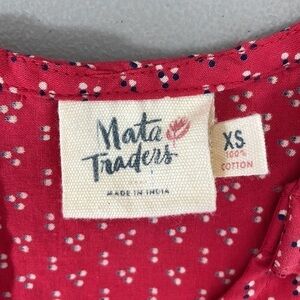 Mata
Traders
MADE IN INDIA
XS
100%
COTTON